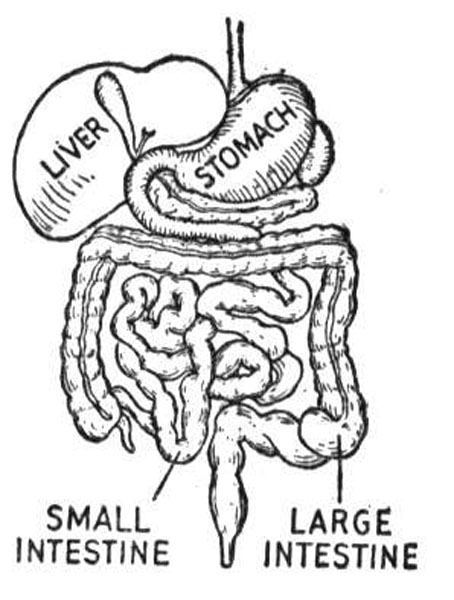 LIVER
STOMACH
SMALL
INTESTINE
LARGE
INTESTINE